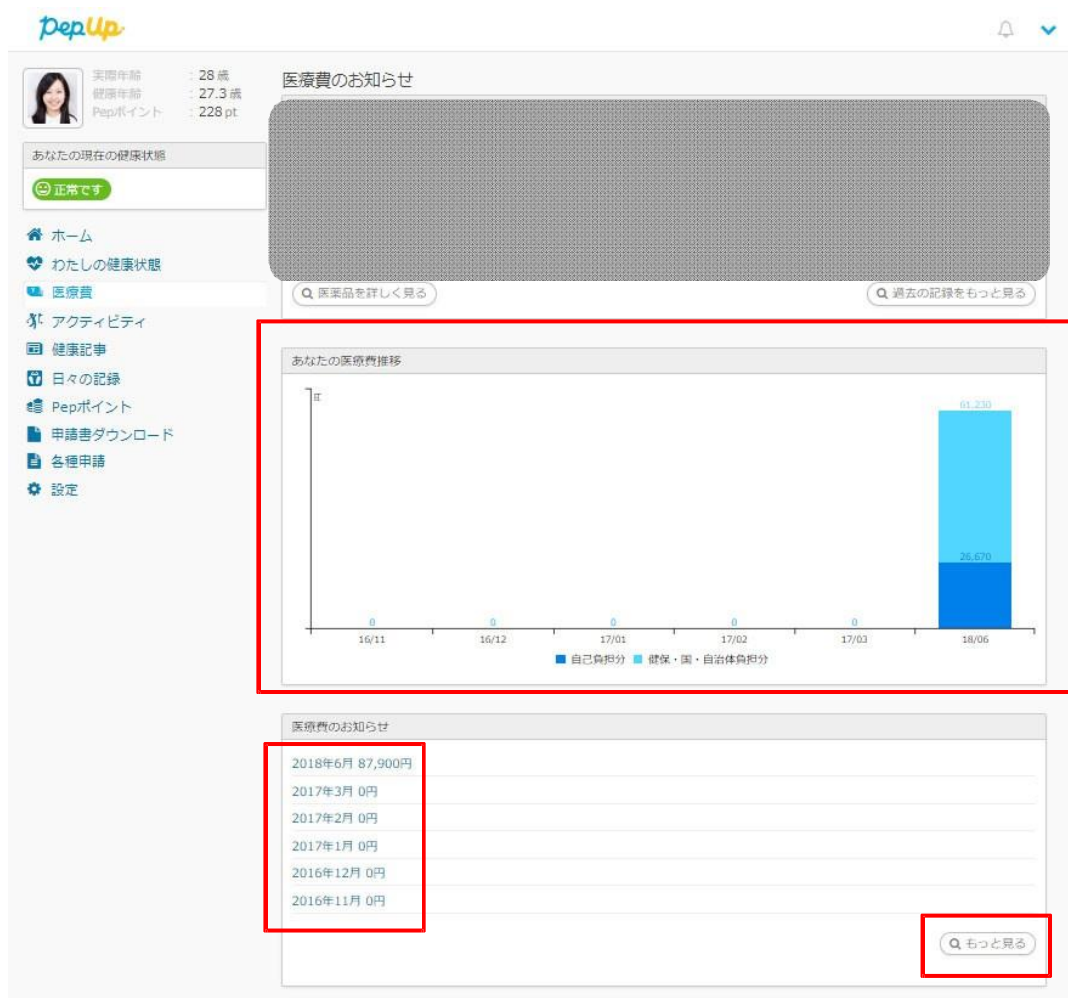 PepUp
実際年齢 : 28 歳
健康年齢 : 27.3 歳
Pepポイント : 228 pt
あなたの現在の健康状態
正常です
ホーム
わたしの健康状態
医療費
アクティビティ
健康記事
日々の記録
Pepポイント
申請書ダウンロード
各種申請
設定
医療費のお知らせ
医薬品を詳しく見る
過去の記録をもっと見る
あなたの医療費推移
円
61,230
26,670
0 0 0 0 0
16/11 16/12 17/01 17/02 17/03 18/06
自己負担分 健保・国・自治体負担分
医療費のお知らせ
2018年6月 87,900円
2017年3月 0円
2017年2月 0円
2017年1月 0円
2016年12月 0円
2016年11月 0円
もっと見る